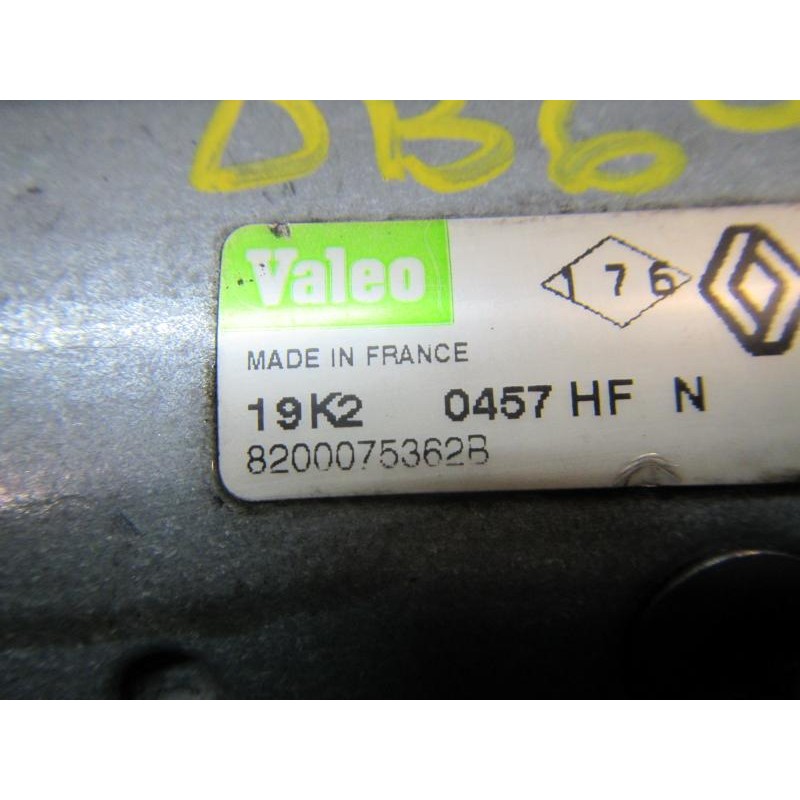 DB6
Valeo
176
MADE IN FRANCE
19K2 0457 HF N
8200075362B